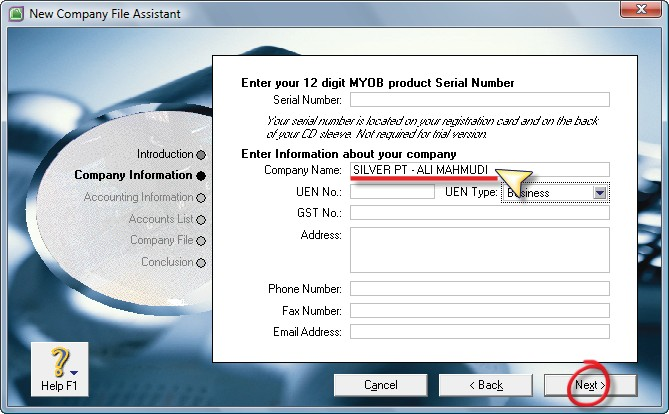 New Company File Assistant
Enter your 12 digit MYOB product Serial Number
Serial Number:
Your serial number is located on your registration card and on the back
of your CD sleeve. Not required for trial version.
Introduction
Company Information
Accounting Information
Accounts List
Company File
Conclusion
Enter Information about your company
Company Name: SILVER PT - ALI MAHMUDI
UEN No.: UEN Type: Business
GST No.:
Address:
Phone Number:
Fax Number:
Email Address:
Help F1
Cancel < Back Next >